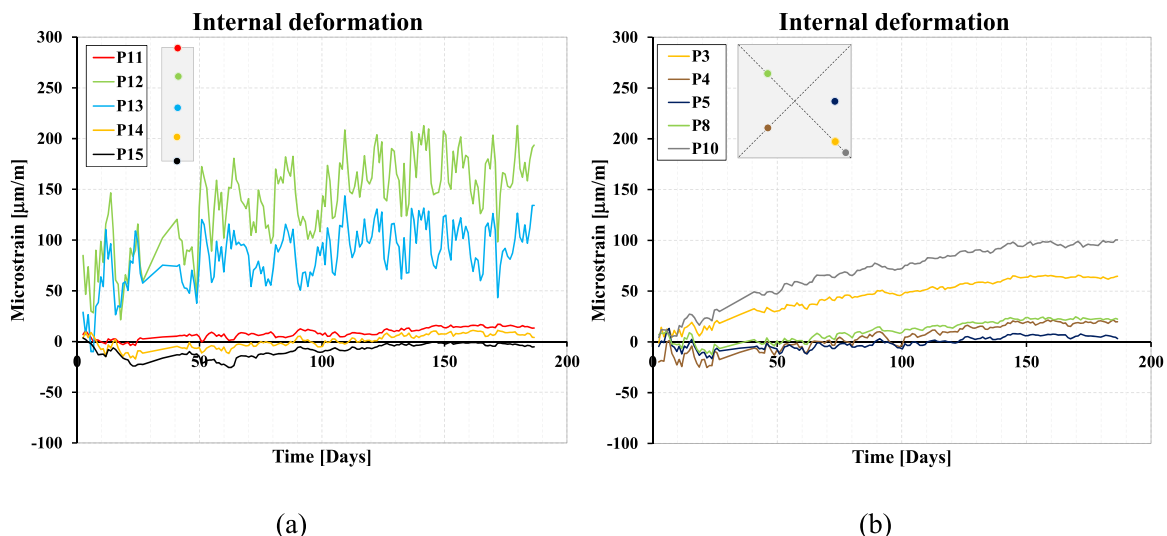 Internal deformation
300
250
200
150
100
50
0
-50
-100
Microstrain [μm/m]
P11
P12
P13
P14
P15
0 50 100 150 200
Time [Days]
(a)
Internal deformation
300
250
200
150
100
50
0
-50
-100
Microstrain [μm/m]
P3
P4
P5
P8
P10
0 50 100 150 200
Time [Days]
(b)